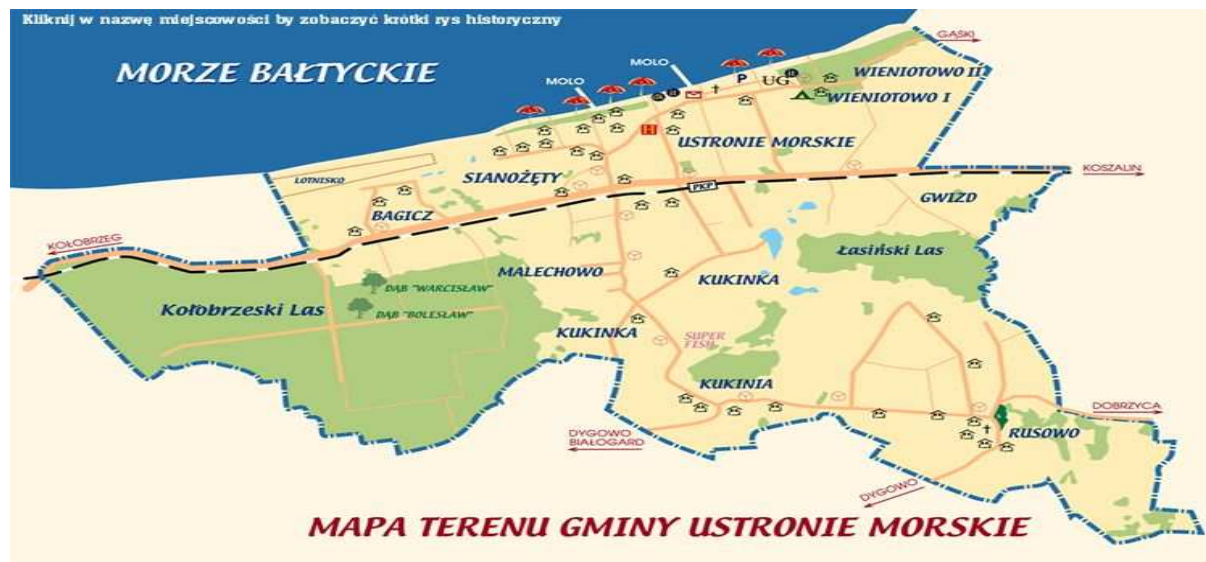 Kliknij w nazwę miejscowości by zobaczyć krótki rys historyczny
MORZE BAŁTYCKIE
GĄSKI
MOLO
MOLO
P
UG
WIENIOTOWO II
WIENIOTOWO I
H
USTRONIE MORSKIE
LOTNISKO
SIANOŻĘTY
PKP
KOSZALIN
GWIZD
BAGICZ
KOŁOBRZEG
MALECHOWO
KUKINKA
Łasiński Las
DĄB "WARCISŁAW"
Kołobrzeski Las
DĄB "BOLESŁAW"
KUKINKA
SUPER
FISH
KUKINIA
DOBRZYCA
DYGOWO
BIAŁOGARD
RUSOWO
DYGOWO
MAPA TERENU GMINY USTRONIE MORSKIE